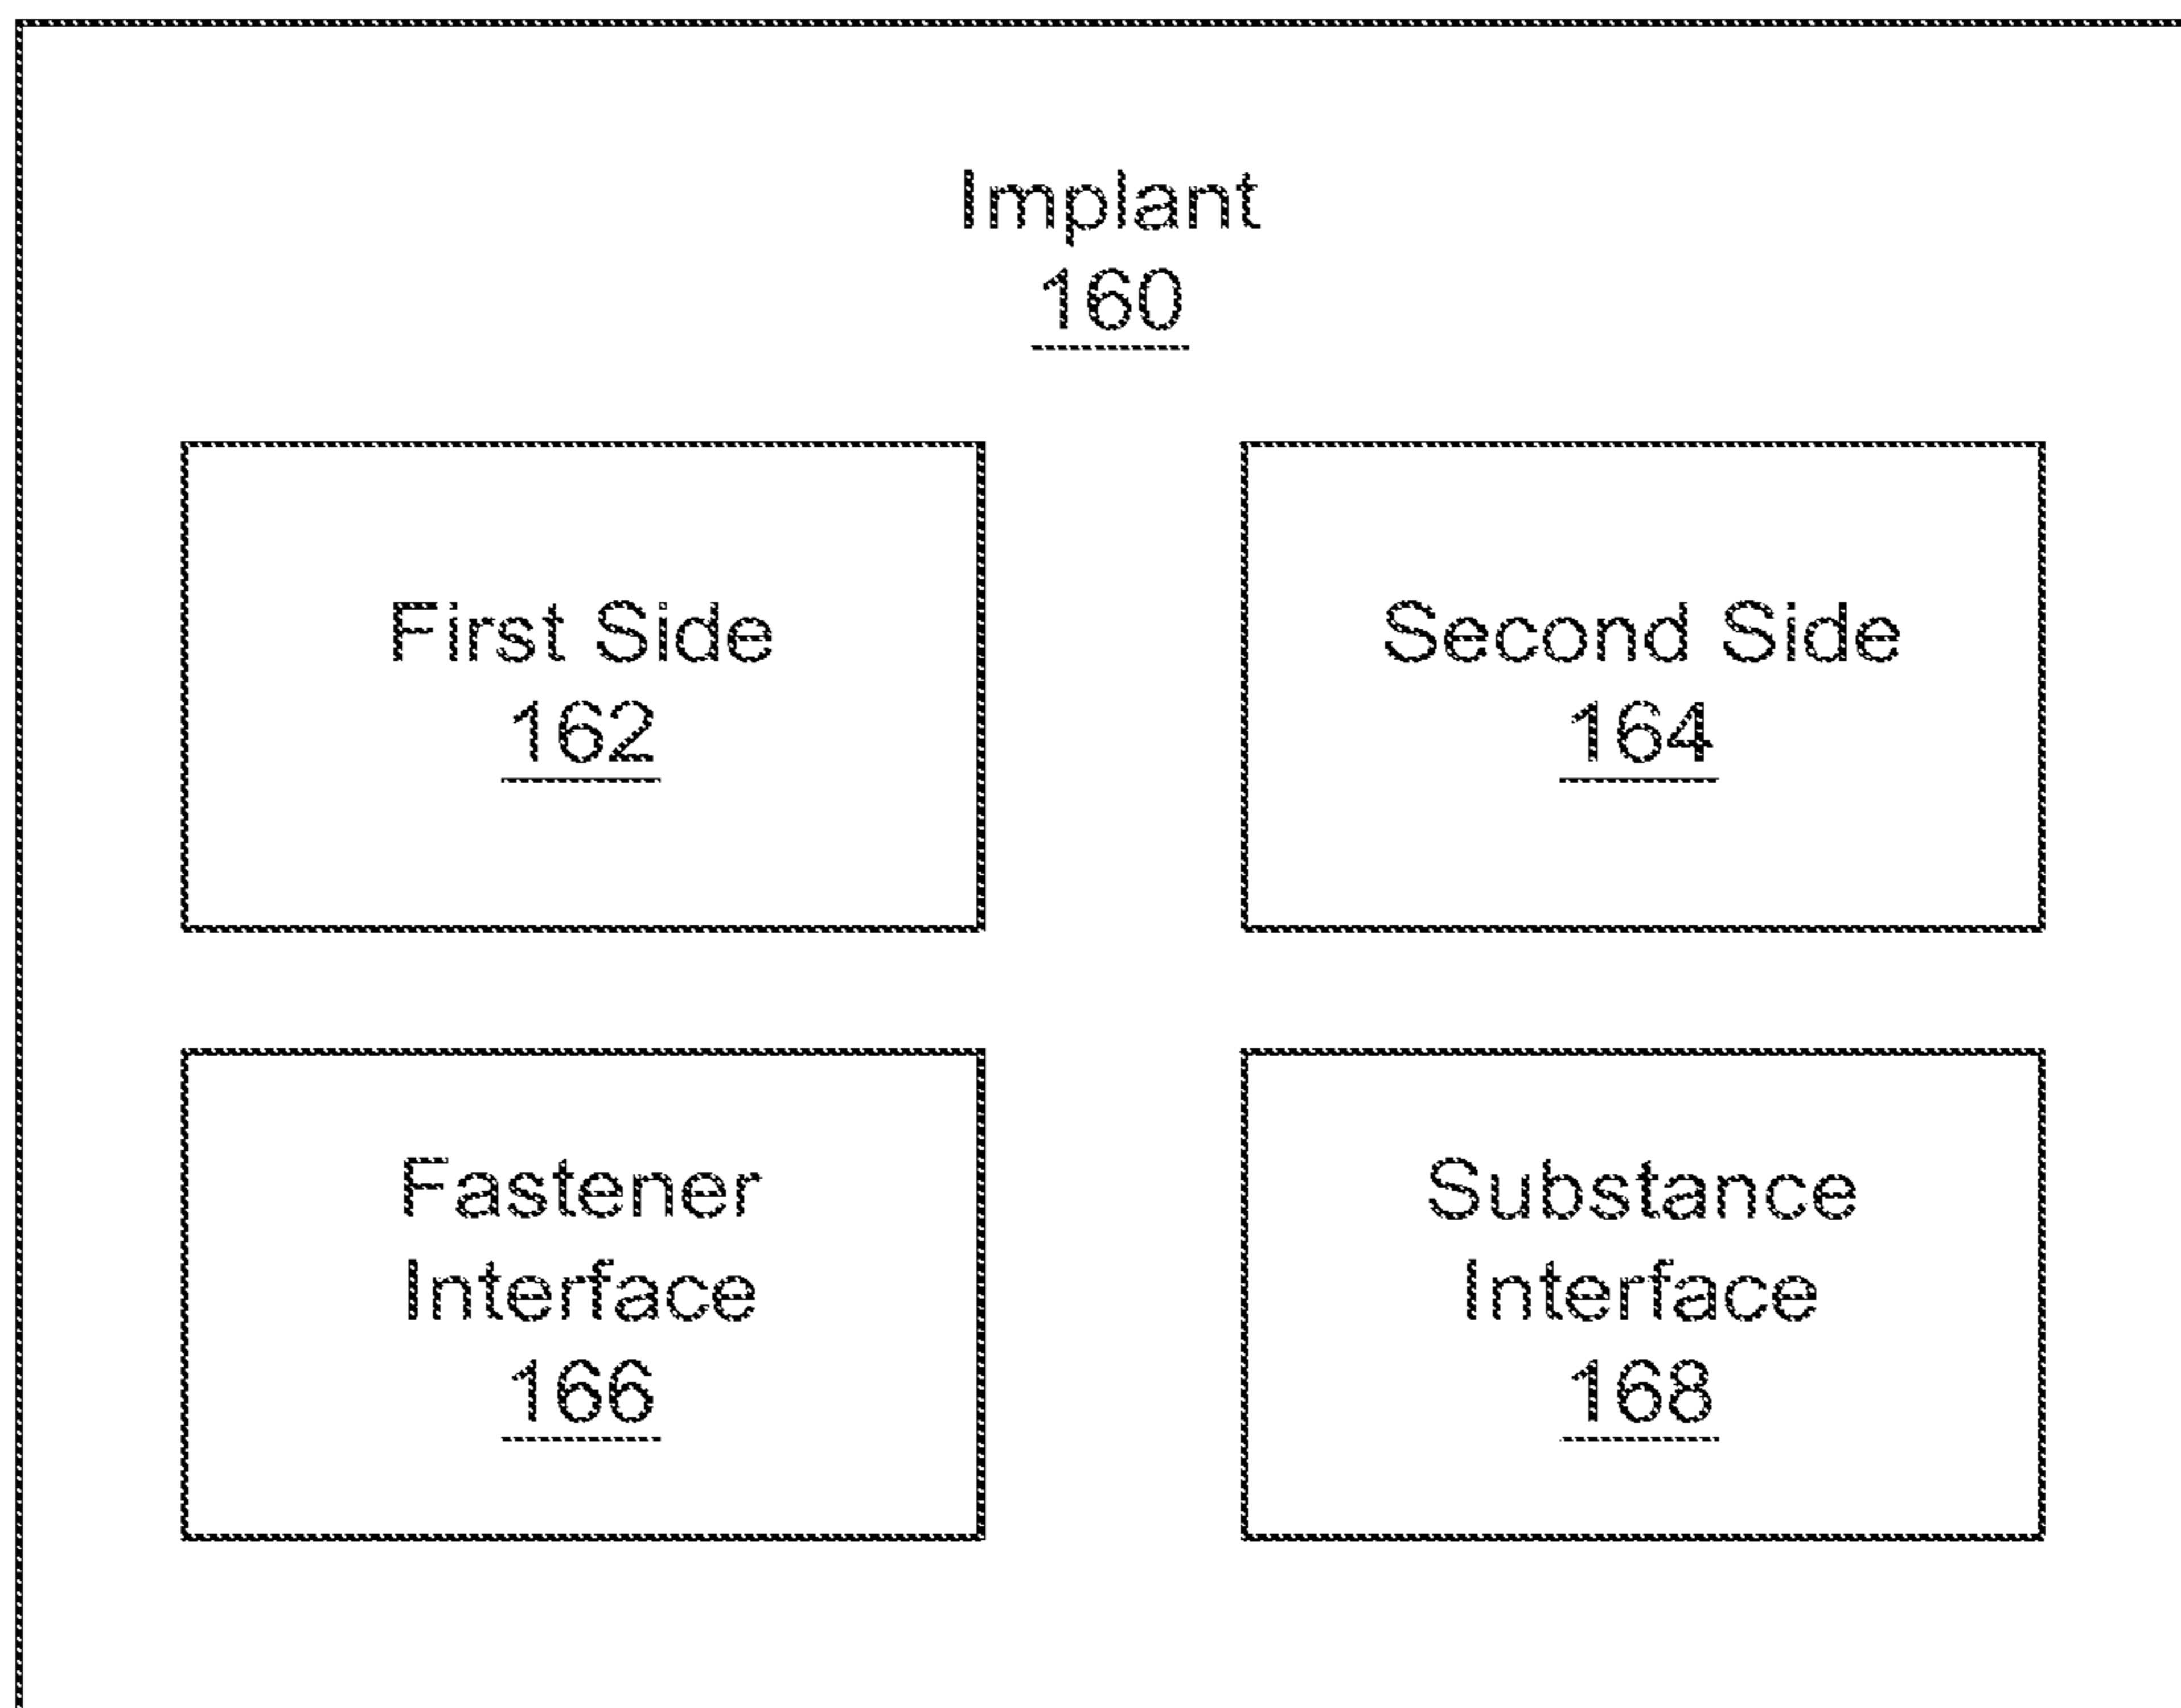 Implant
160
First Side
162
Second Side
164
Fastener
Interface
166
Substance
Interface
168